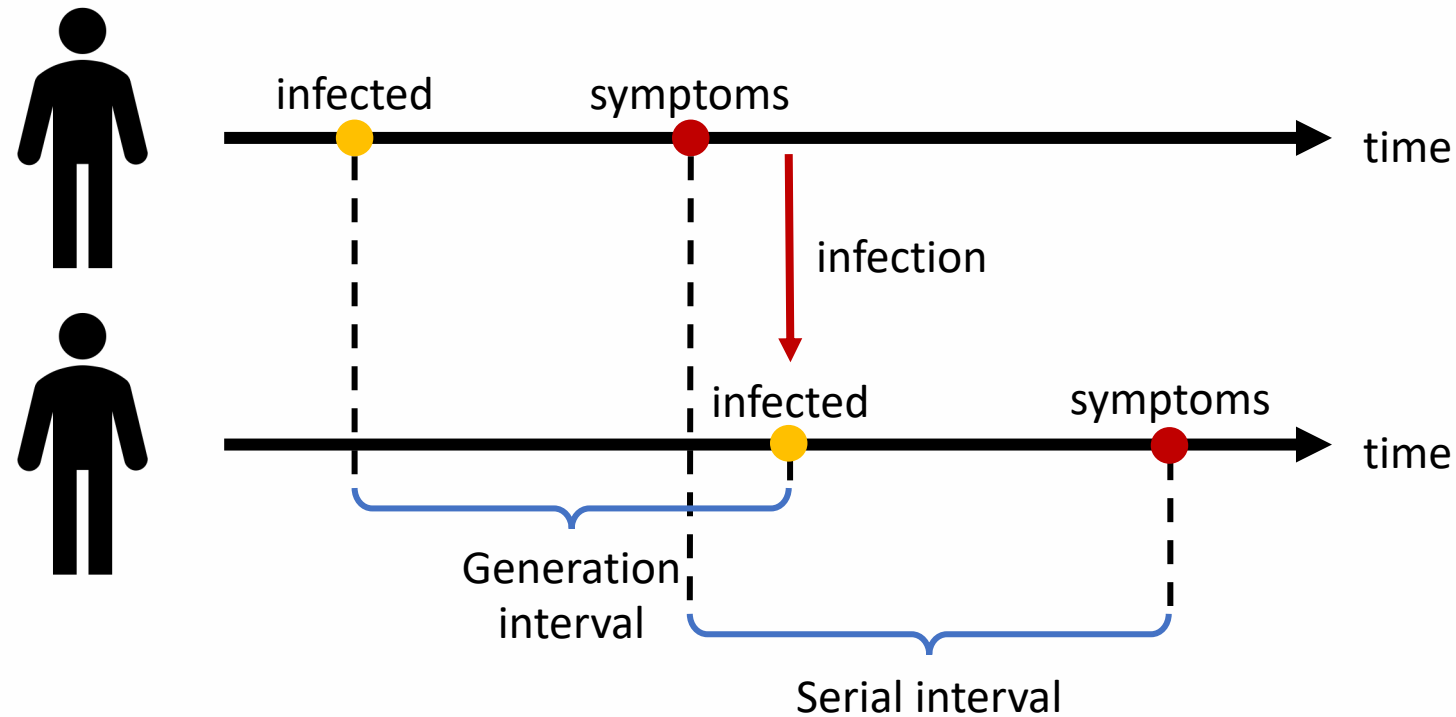 infected
symptoms
time
infection
infected
symptoms
time
Generation
interval
Serial interval